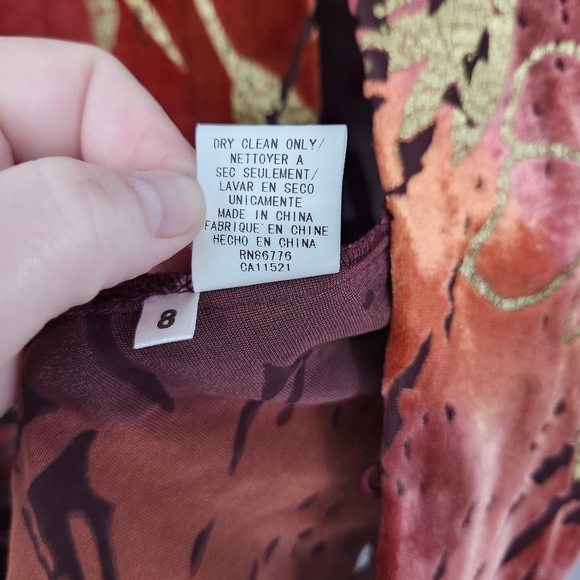 DRY CLEAN ONLY/
NETTOYER A
SEC SEULEMENT/
LAVAR EN SECO
UNICAMENTE
MADE IN CHINA
FABRIQUE'EN CHINE
HECHO EN CHINA
RN86776
CA11521
8